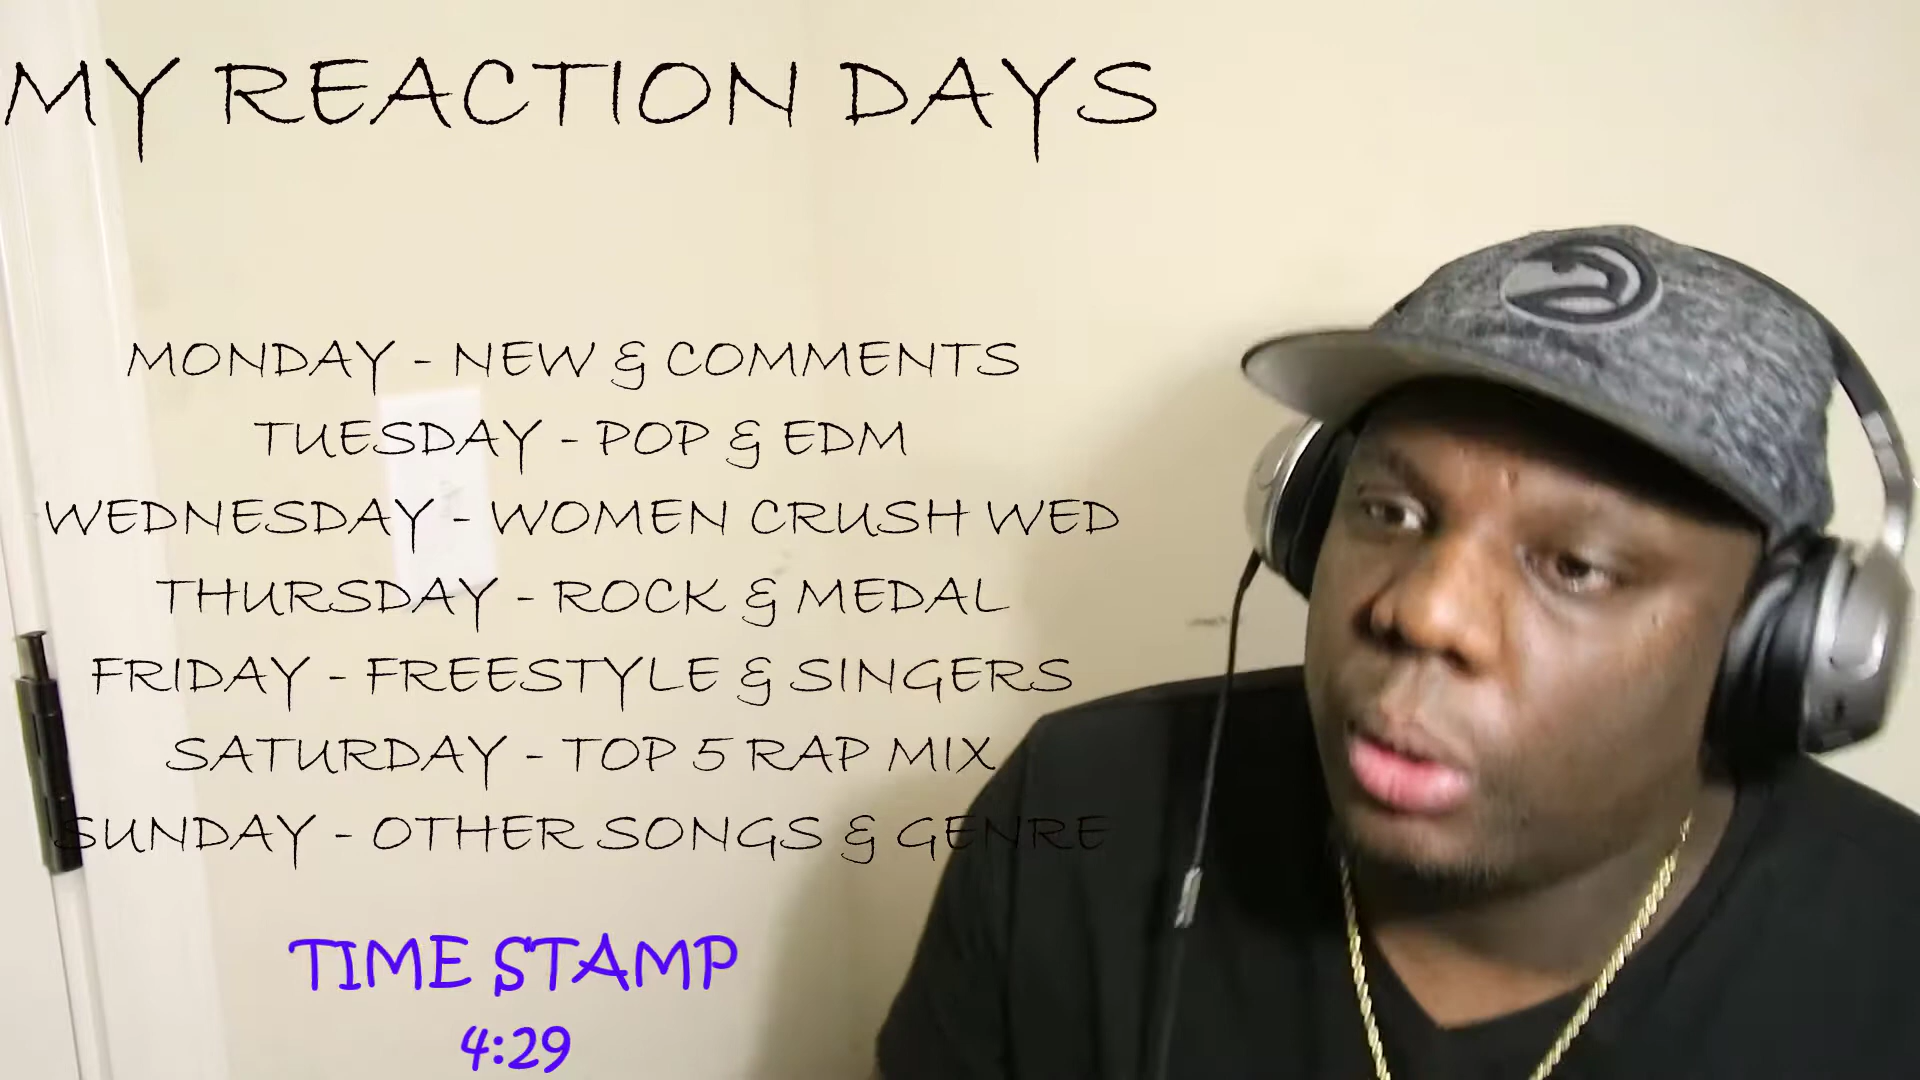 MY REACTION DAYS
MONDAY - NEW & COMMENTS
TUESDAY - POP & EDM
WEDNESDAY - WOMEN CRUSH WED
THURSDAY - ROCK & MEDAL
FRIDAY - FREESTYLE & SINGERS
SATURDAY - TOP 5 RAP MIX
SUNDAY - OTHER SONGS & GENRE
TIME STAMP
4:29